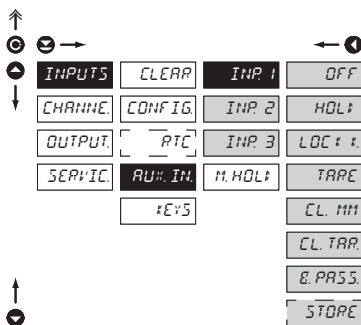 INPUTS CLEAR INP. 1 OFF
CHANNE. CONFIG. INP. 2 HOLD
OUTPUT. RTC INP. 3 LOCK K.
SERVIC. AUX. IN. M. HOLD TARE
KEYS CL. MM
CL. TAR.
B. PASS.
STORE